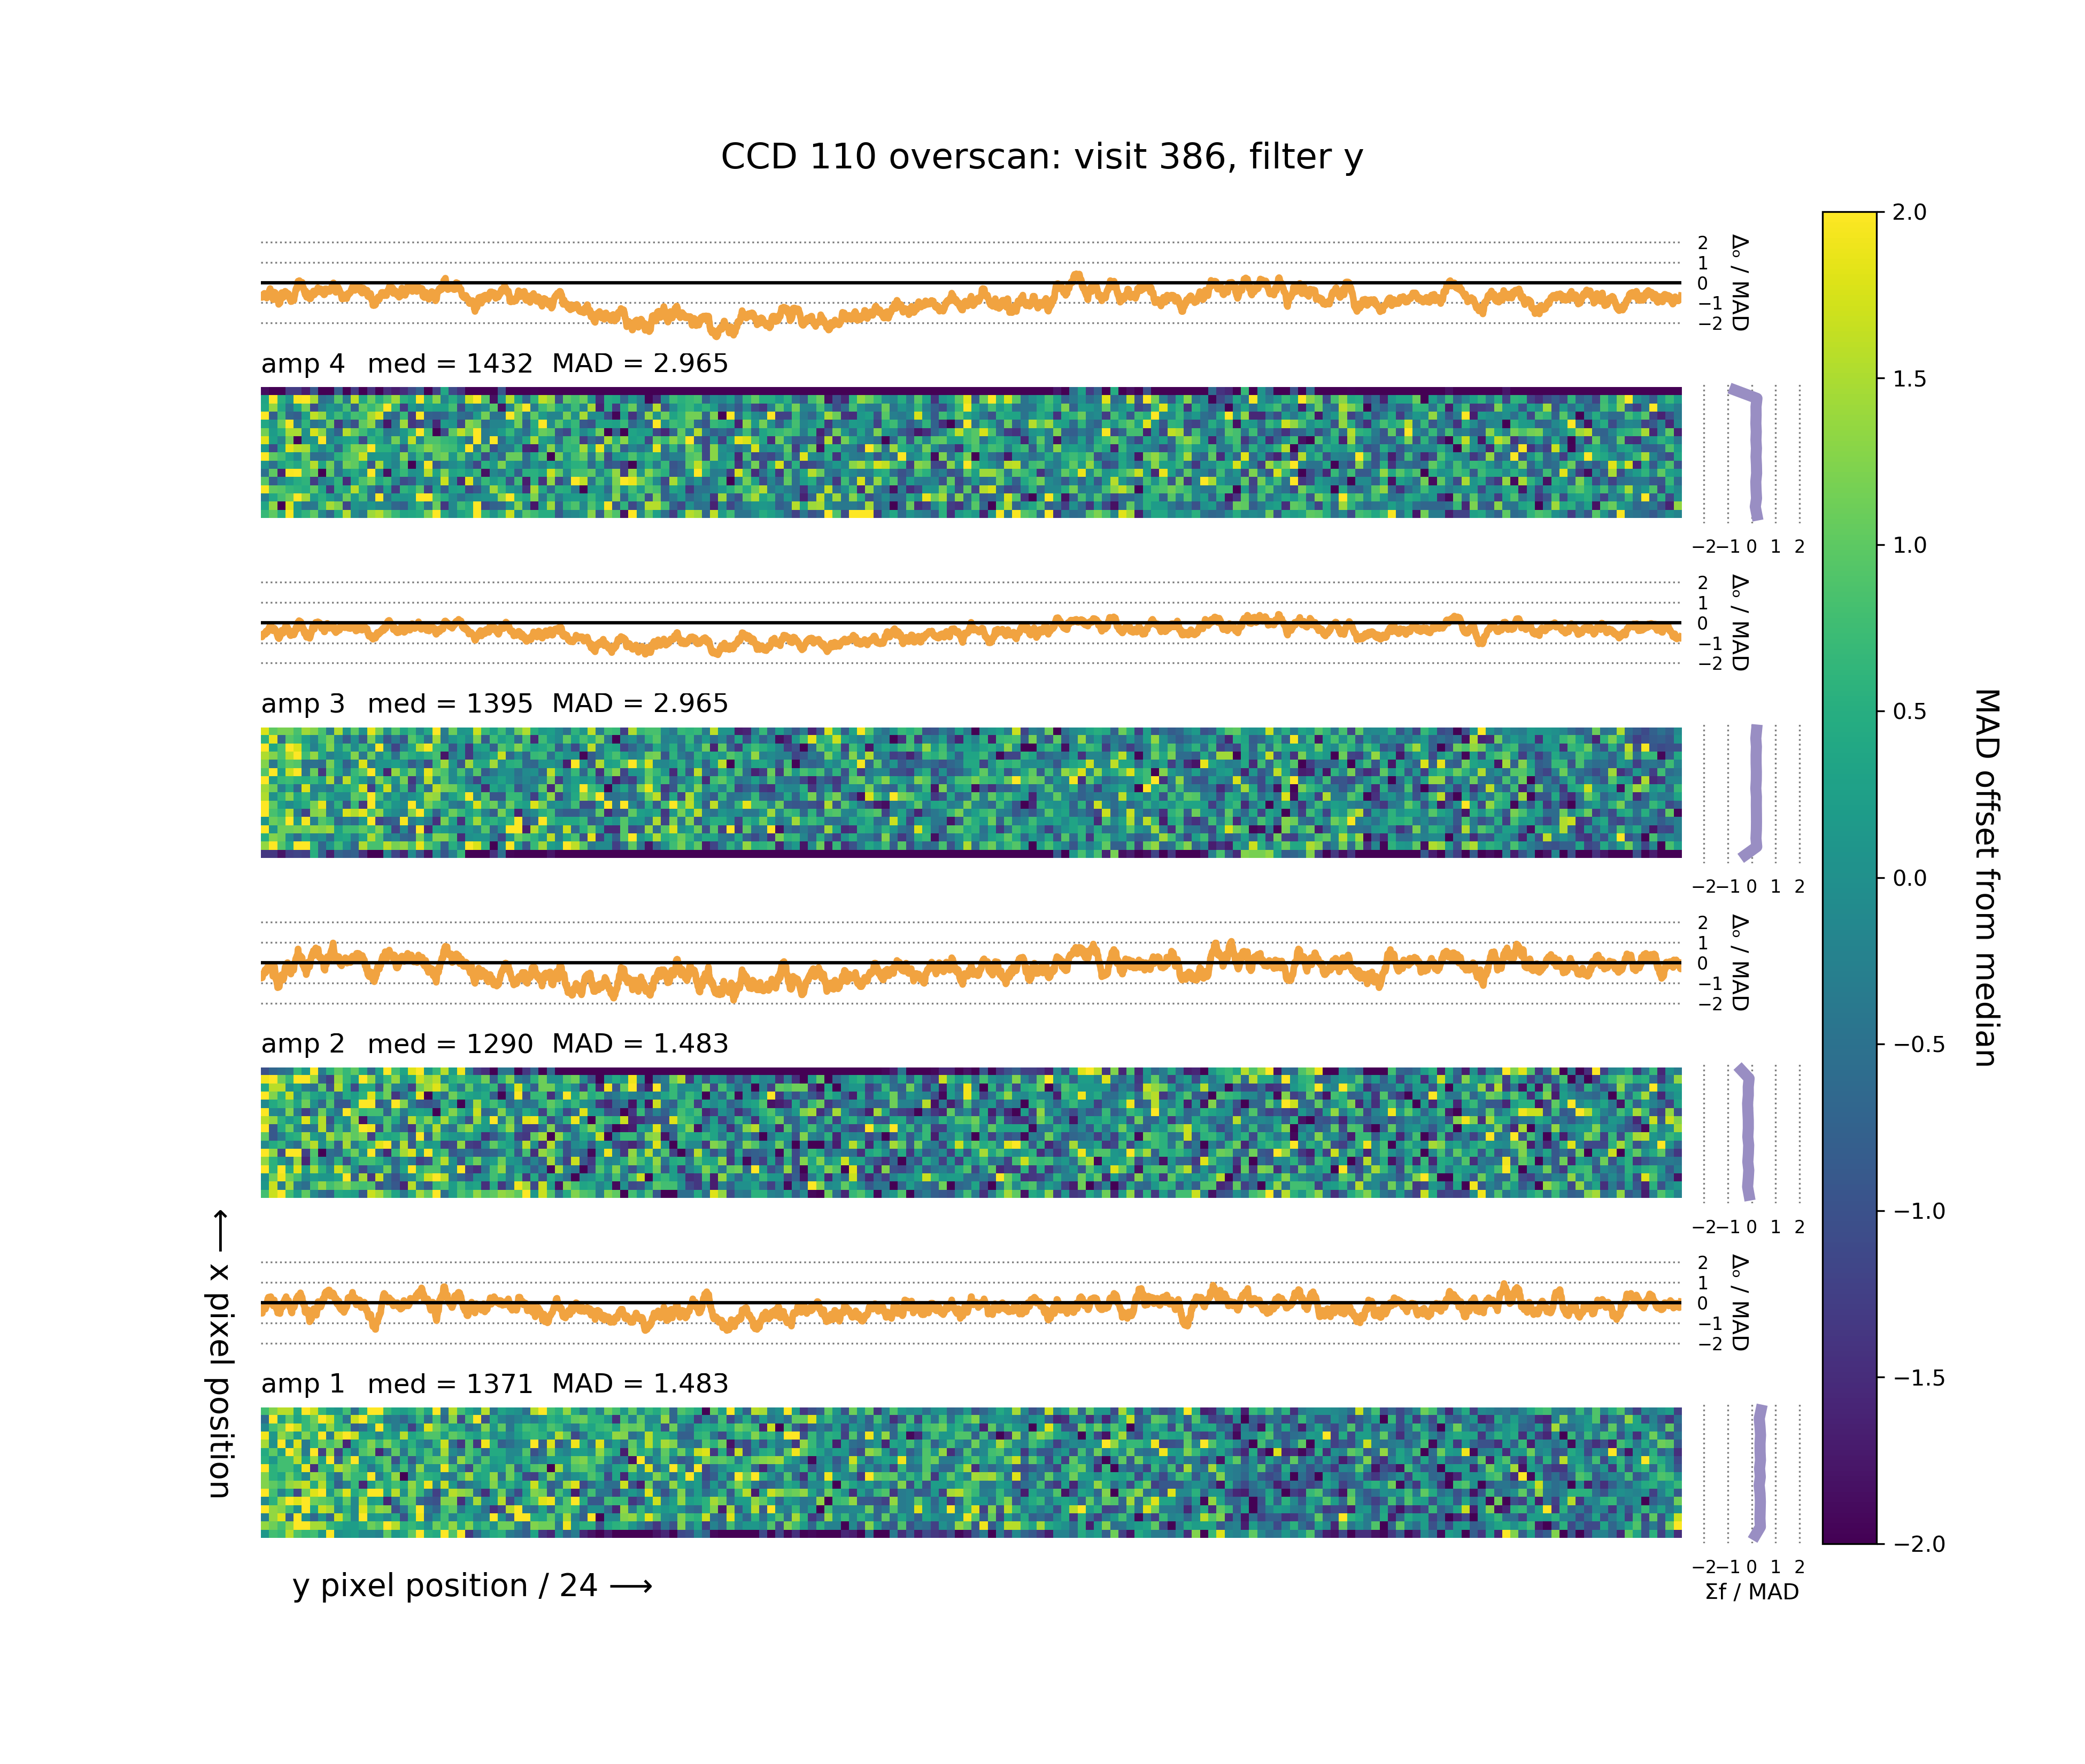 CCD 110 overscan: visit 386, filter y
2
1
0
−1
−2
Δₒ / MAD
amp 4 med = 1432 MAD = 2.965
−2 −1 0 1 2
2
1
0
−1
−2
Δₒ / MAD
amp 3 med = 1395 MAD = 2.965
−2 −1 0 1 2
2
1
0
−1
−2
Δₒ / MAD
amp 2 med = 1290 MAD = 1.483
−2 −1 0 1 2
2
1
0
−1
−2
Δₒ / MAD
amp 1 med = 1371 MAD = 1.483
−2 −1 0 1 2
Σf / MAD
y pixel position / 24 ⟶
⟵ x pixel position
2.0
1.5
1.0
0.5
0.0
−0.5
−1.0
−1.5
−2.0
MAD offset from median